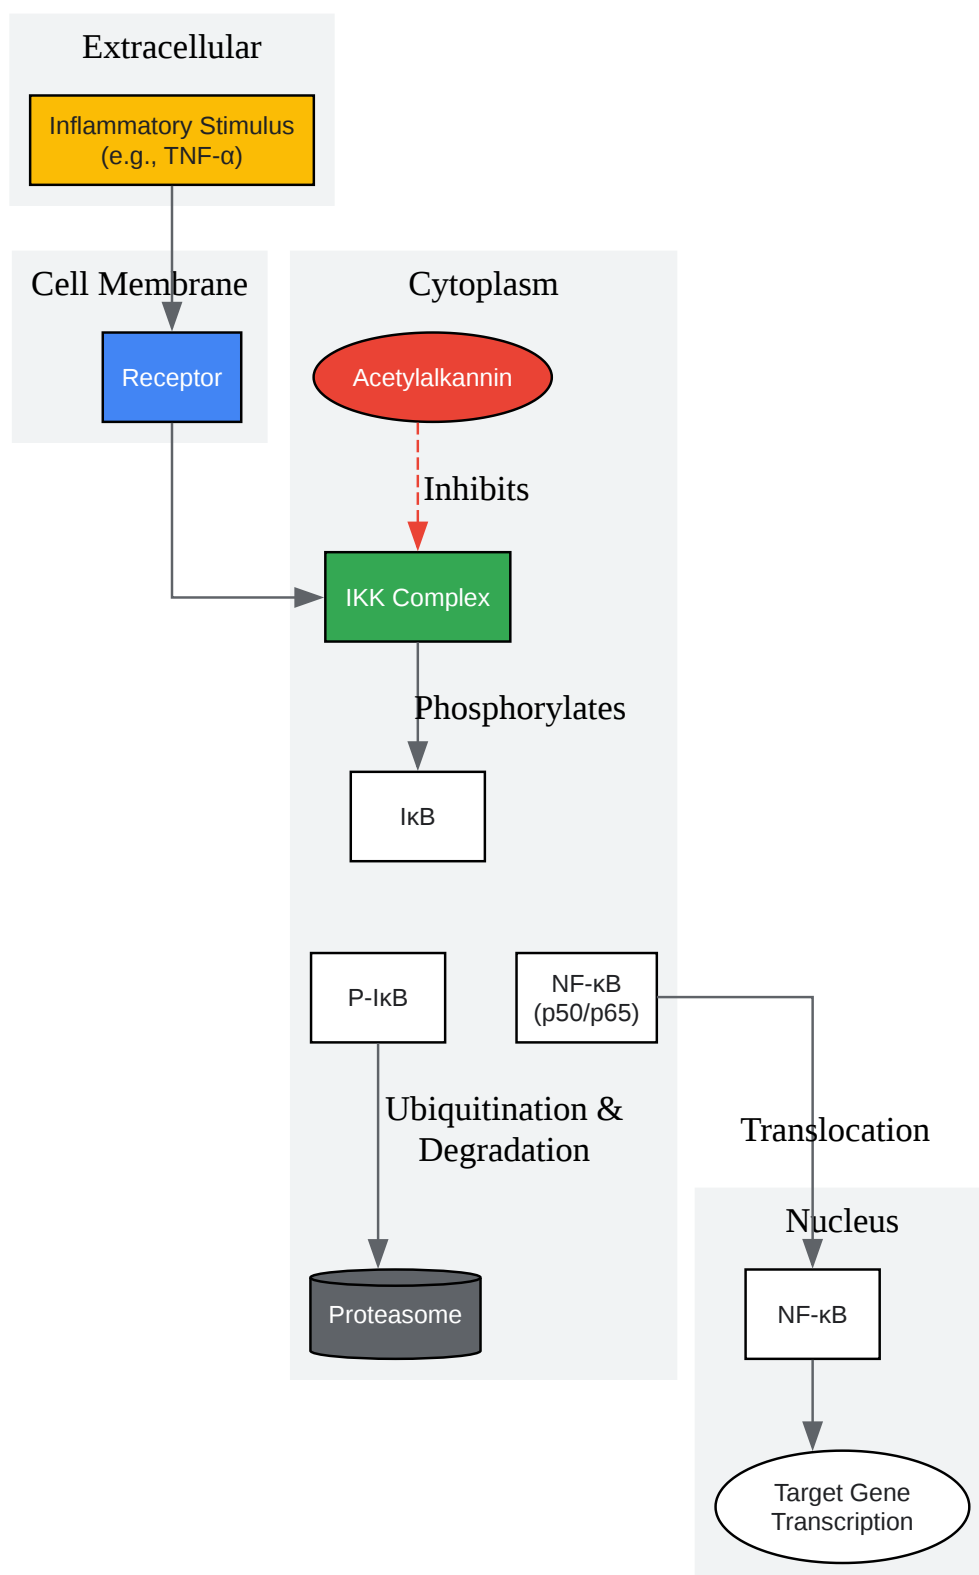 Extracellular
Inflammatory Stimulus
(e.g., TNF-α)
Cell Membrane
Receptor
Cytoplasm
Acetylalkannin
Inhibits
IKK Complex
Phosphorylates
IκB
P-IκB
NF-κB
(p50/p65)
Ubiquitination &
Degradation
Translocation
Proteasome
Nucleus
NF-κB
Target Gene
Transcription